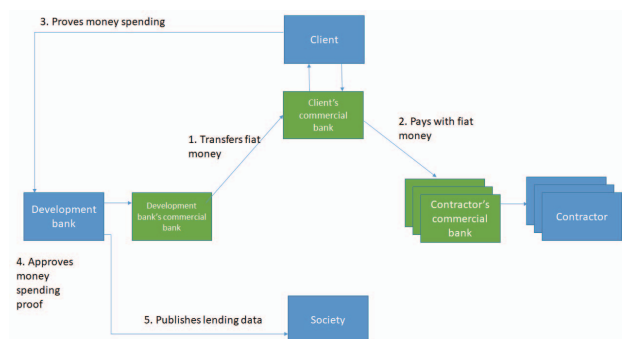 3. Proves money spending
Client
Client's
commercial
bank
1. Transfers fiat
money
2. Pays with fiat
money
Development
bank
Development
bank's commercial
bank
Contractor's
commercial
bank
Contractor
4. Approves
money
spending
proof
5. Publishes lending data
Society